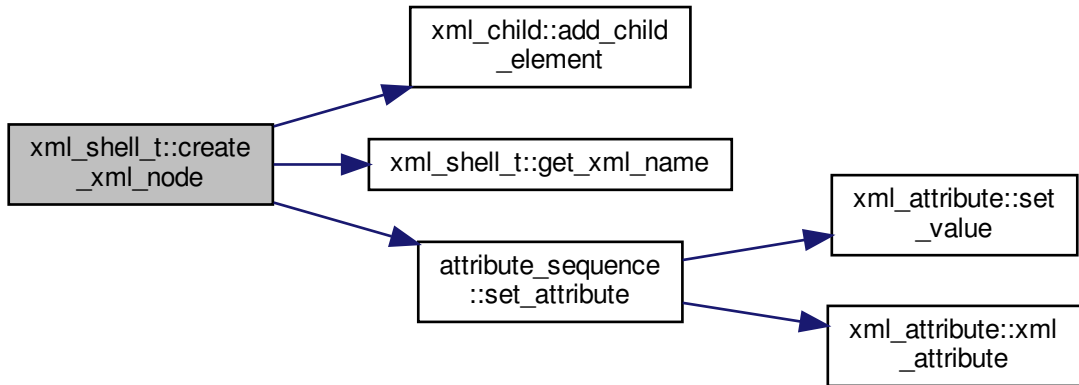 xml_child::add_child
_element
xml_shell_t::create
_xml_node
xml_shell_t::get_xml_name
xml_attribute::set
_value
attribute_sequence
::set_attribute
xml_attribute::xml
_attribute